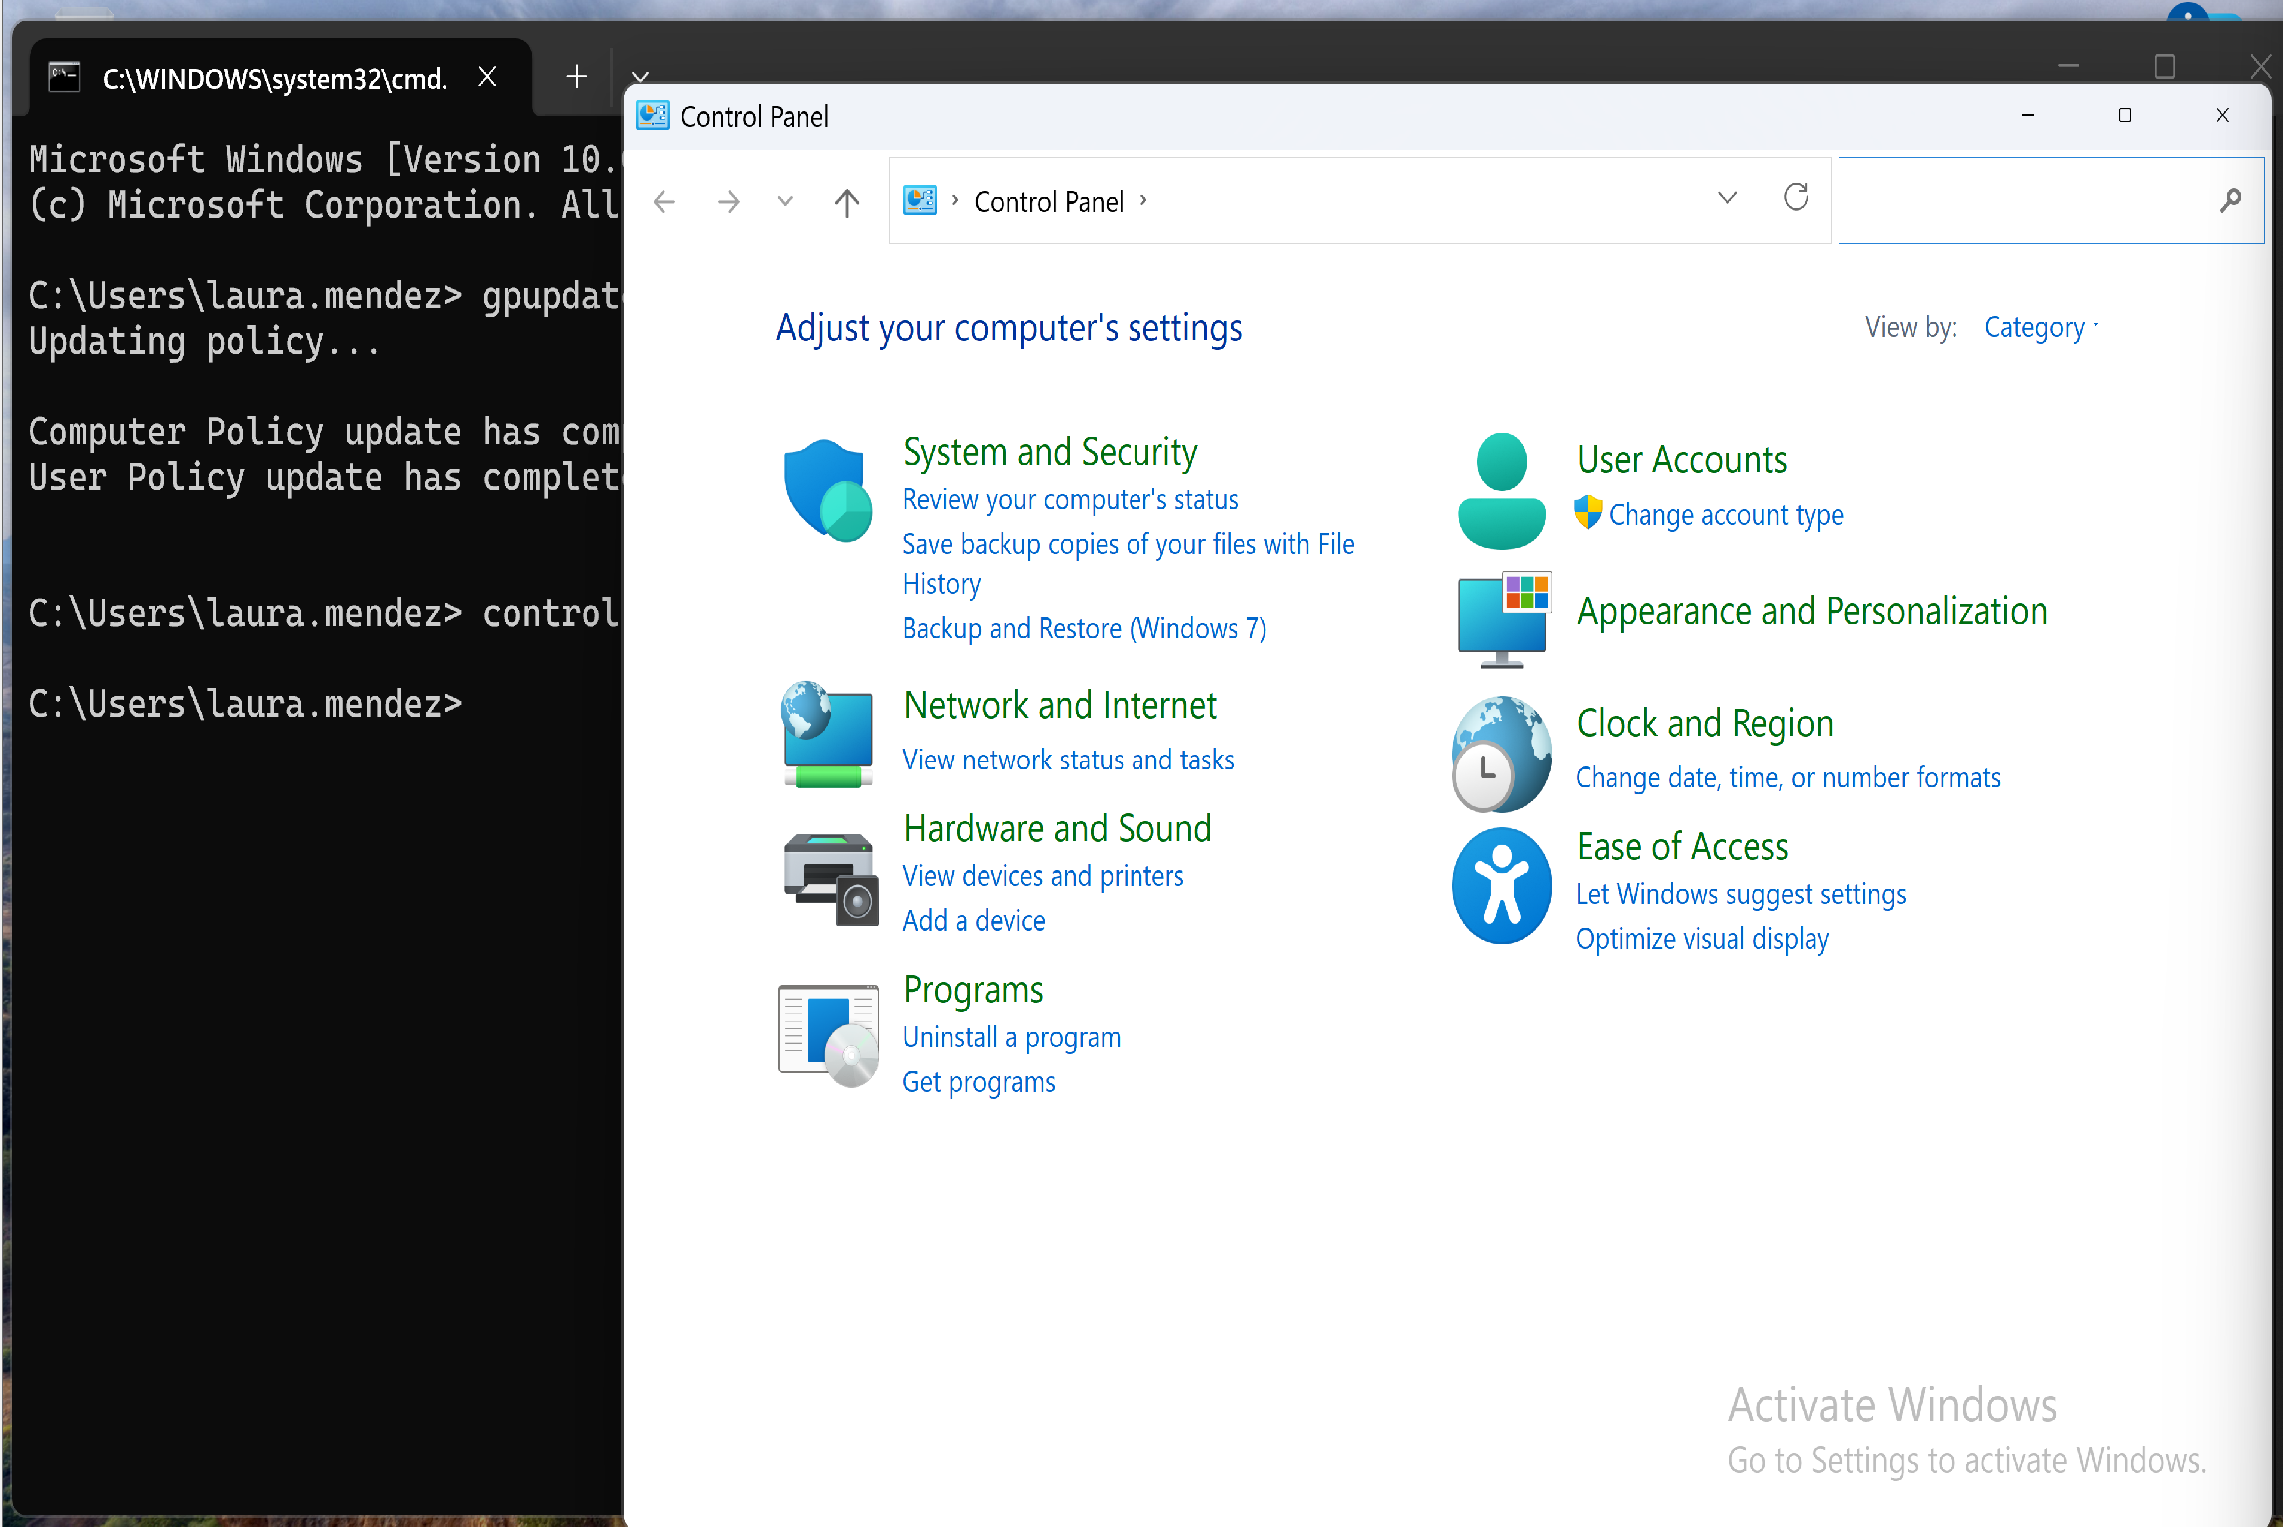 C:\WINDOWS\system32\cmd.
Microsoft Windows [Version 10.
(c) Microsoft Corporation. All
C:\Users\laura.mendez> gpupdat
Updating policy...
Computer Policy update has com
User Policy update has complet
C:\Users\laura.mendez> control
C:\Users\laura.mendez>
Control Panel
Control Panel
Adjust your computer's settings
View by: Category
System and Security
Review your computer's status
Save backup copies of your files with File
History
Backup and Restore (Windows 7)
Network and Internet
View network status and tasks
Hardware and Sound
View devices and printers
Add a device
Programs
Uninstall a program
Get programs
User Accounts
Change account type
Appearance and Personalization
Clock and Region
Change date, time, or number formats
Ease of Access
Let Windows suggest settings
Optimize visual display
Activate Windows
Go to Settings to activate Windows.